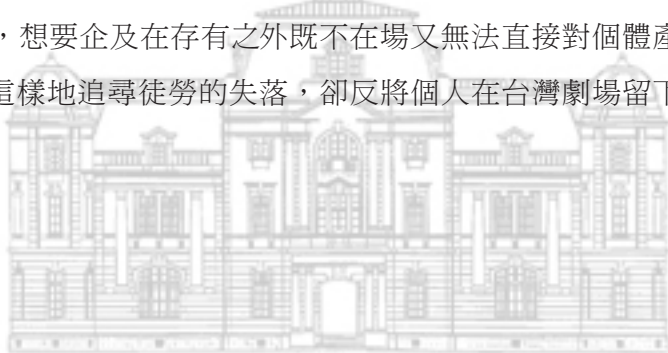 ，想要企及在存有之外既不在場又無法直接對個體產
這樣地追尋徒勞的失落，卻反將個人在台灣劇場留下